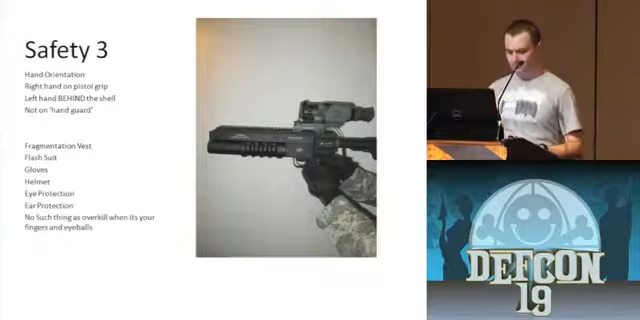 Safety 3
Hand Orientation
Right hand on pistol grip
Left hand BEHIND the shell
Not on 'hand guard'
Fragmentation Vest
Flash Suit
Gloves
Helmet
Eye Protection
Ear Protection
No Such thing as overkill when its your
fingers and eyeballs
DEFCON
19